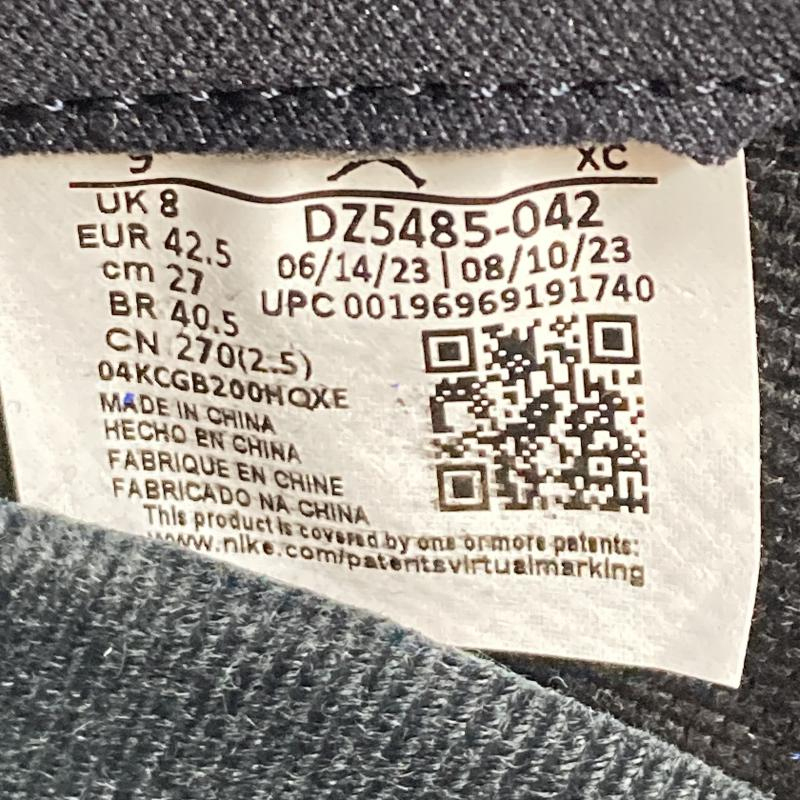 9
XC
UK 8
EUR 42.5
cm 27
BR 40.5
CN 270(2.5)
04KCGB200HQXE
MADE IN CHINA
HECHO EN CHINA
FABRIQUE EN CHINE
FABRICADO NA CHINA
DZ5485-042
06/14/23 | 08/10/23
UPC 00196969191740
This product is covered by one or more patents:
www.nike.com/patentsvirtualmarking